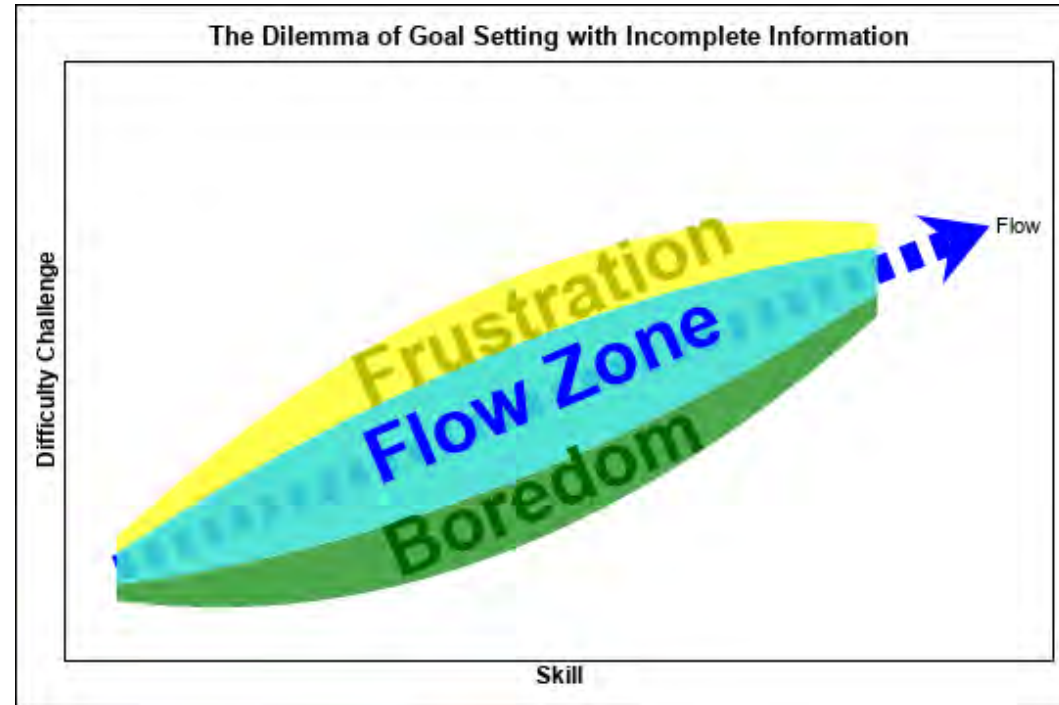 The Dilemma of Goal Setting with Incomplete Information
Flow
Frustration
Flow Zone
Boredom
Difficulty Challenge
Skill